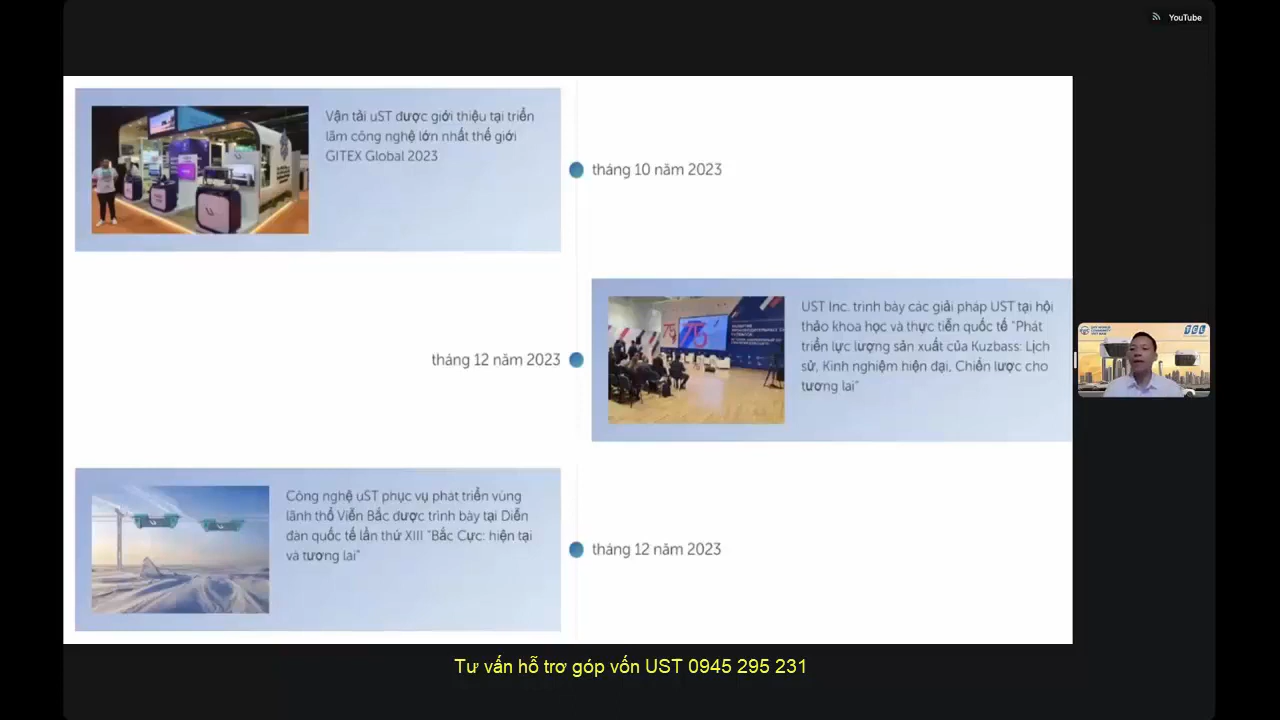 YouTube
Vận tải uST được giới thiệu tại triển
lãm công nghệ lớn nhất thế giới
GITEX Global 2023
tháng 10 năm 2023
UST Inc. trình bày các giải pháp UST tại hội
thảo khoa học và thực tiễn quốc tế "Phát
triển lực lượng sản xuất của Kuzbass: Lịch
sử, Kinh nghiệm hiện đại, Chiến lược cho
tương lai"
tháng 12 năm 2023
75
Công nghệ uST phục vụ phát triển vùng
lãnh thổ Viễn Bắc được trình bày tại Diễn
đàn quốc tế lần thứ XIII "Bắc Cực: hiện tại
và tương lai"
tháng 12 năm 2023
Tư vấn hỗ trơ góp vốn UST 0945 295 231